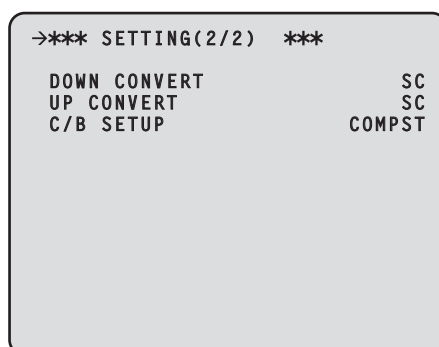 →*** SETTING(2/2) ***
DOWN CONVERT SC
UP CONVERT SC
C/B SETUP COMPST